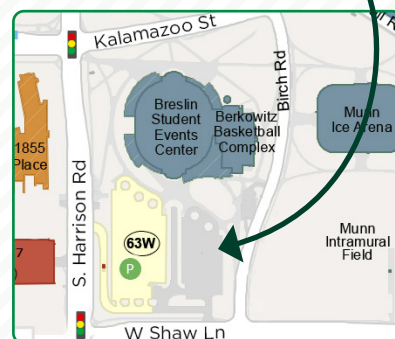 Kalamazoo St
Birch Rd
Breslin
Student
Events
Center
Berkowitz
Basketball
Complex
Munn
Ice Arena
1855
Place
S. Harrison Rd
63W
P
Munn
Intramural
Field
7
W Shaw Ln